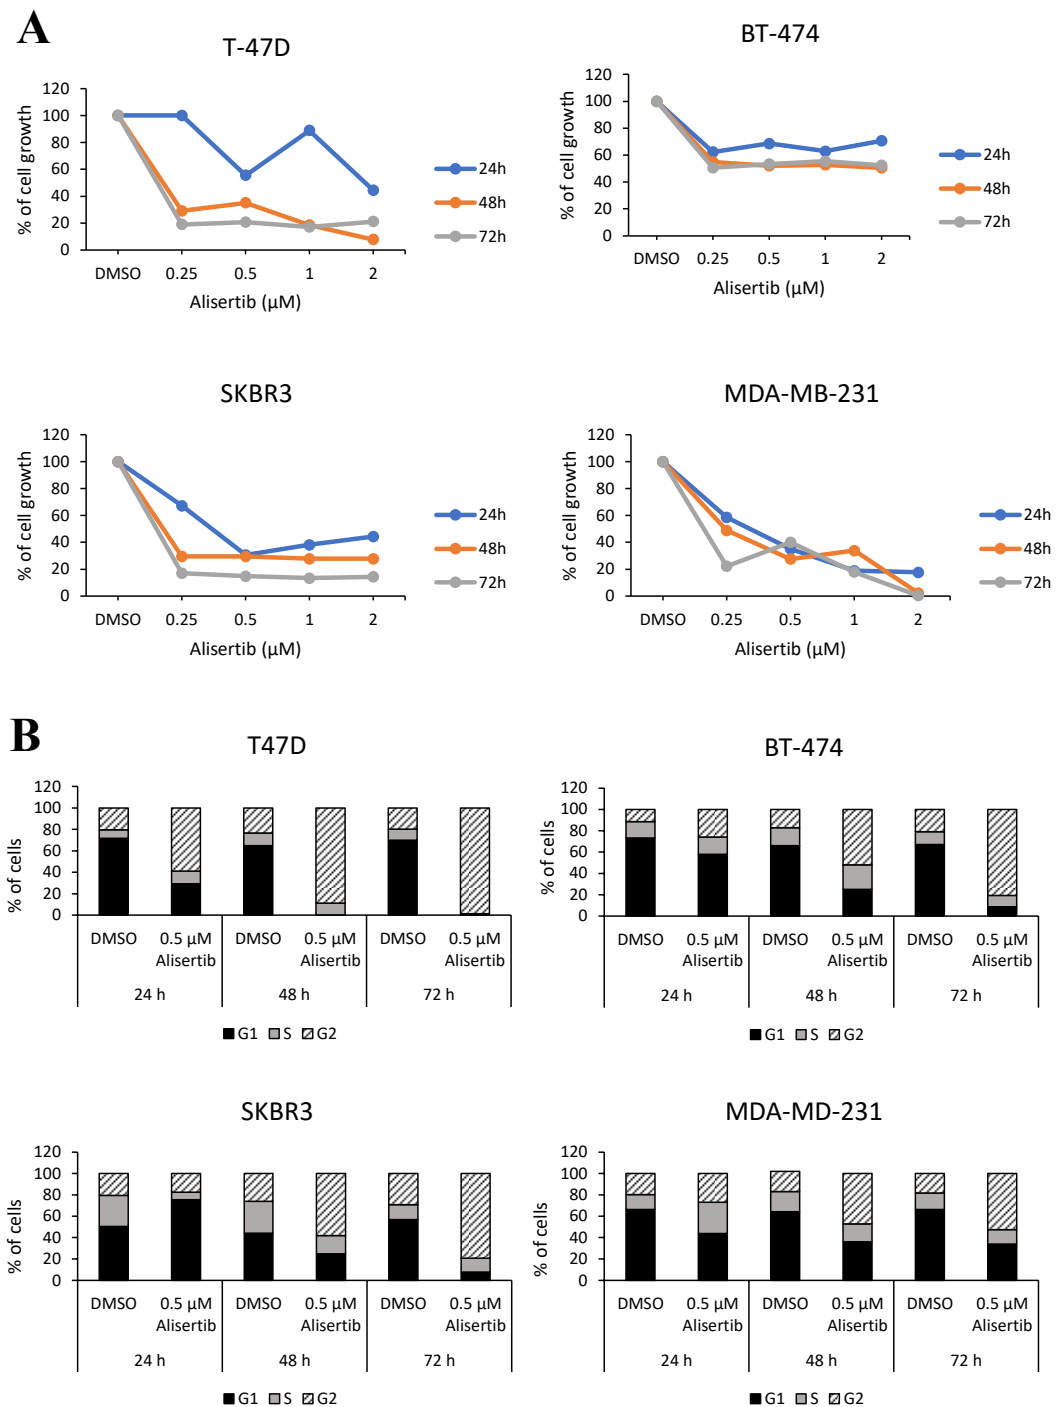 A
T-47D
% of cell growth
120
100
80
60
40
20
0
DMSO 0.25 0.5 1 2
Alisertib (µM)
24h
48h
72h
BT-474
% of cell growth
120
100
80
60
40
20
0
DMSO 0.25 0.5 1 2
Alisertib (µM)
24h
48h
72h
SKBR3
% of cell growth
120
100
80
60
40
20
0
DMSO 0.25 0.5 1 2
Alisertib (µM)
24h
48h
72h
MDA-MB-231
% of cell growth
120
100
80
60
40
20
0
DMSO 0.25 0.5 1 2
Alisertib (µM)
24h
48h
72h
B
T47D
% of cells
120
100
80
60
40
20
0
DMSO 0.5 µM DMSO 0.5 µM DMSO 0.5 µM
Alisertib Alisertib Alisertib
24 h 48 h 72 h
G1 S G2
BT-474
% of cells
120
100
80
60
40
20
0
DMSO 0.5 µM DMSO 0.5 µM DMSO 0.5 µM
Alisertib Alisertib Alisertib
24 h 48 h 72 h
G1 S G2
SKBR3
% of cells
120
100
80
60
40
20
0
DMSO 0.5 µM DMSO 0.5 µM DMSO 0.5 µM
Alisertib Alisertib Alisertib
24 h 48 h 72 h
G1 S G2
MDA-MD-231
% of cells
120
100
80
60
40
20
0
DMSO 0.5 µM DMSO 0.5 µM DMSO 0.5 µM
Alisertib Alisertib Alisertib
24 h 48 h 72 h
G1 S G2